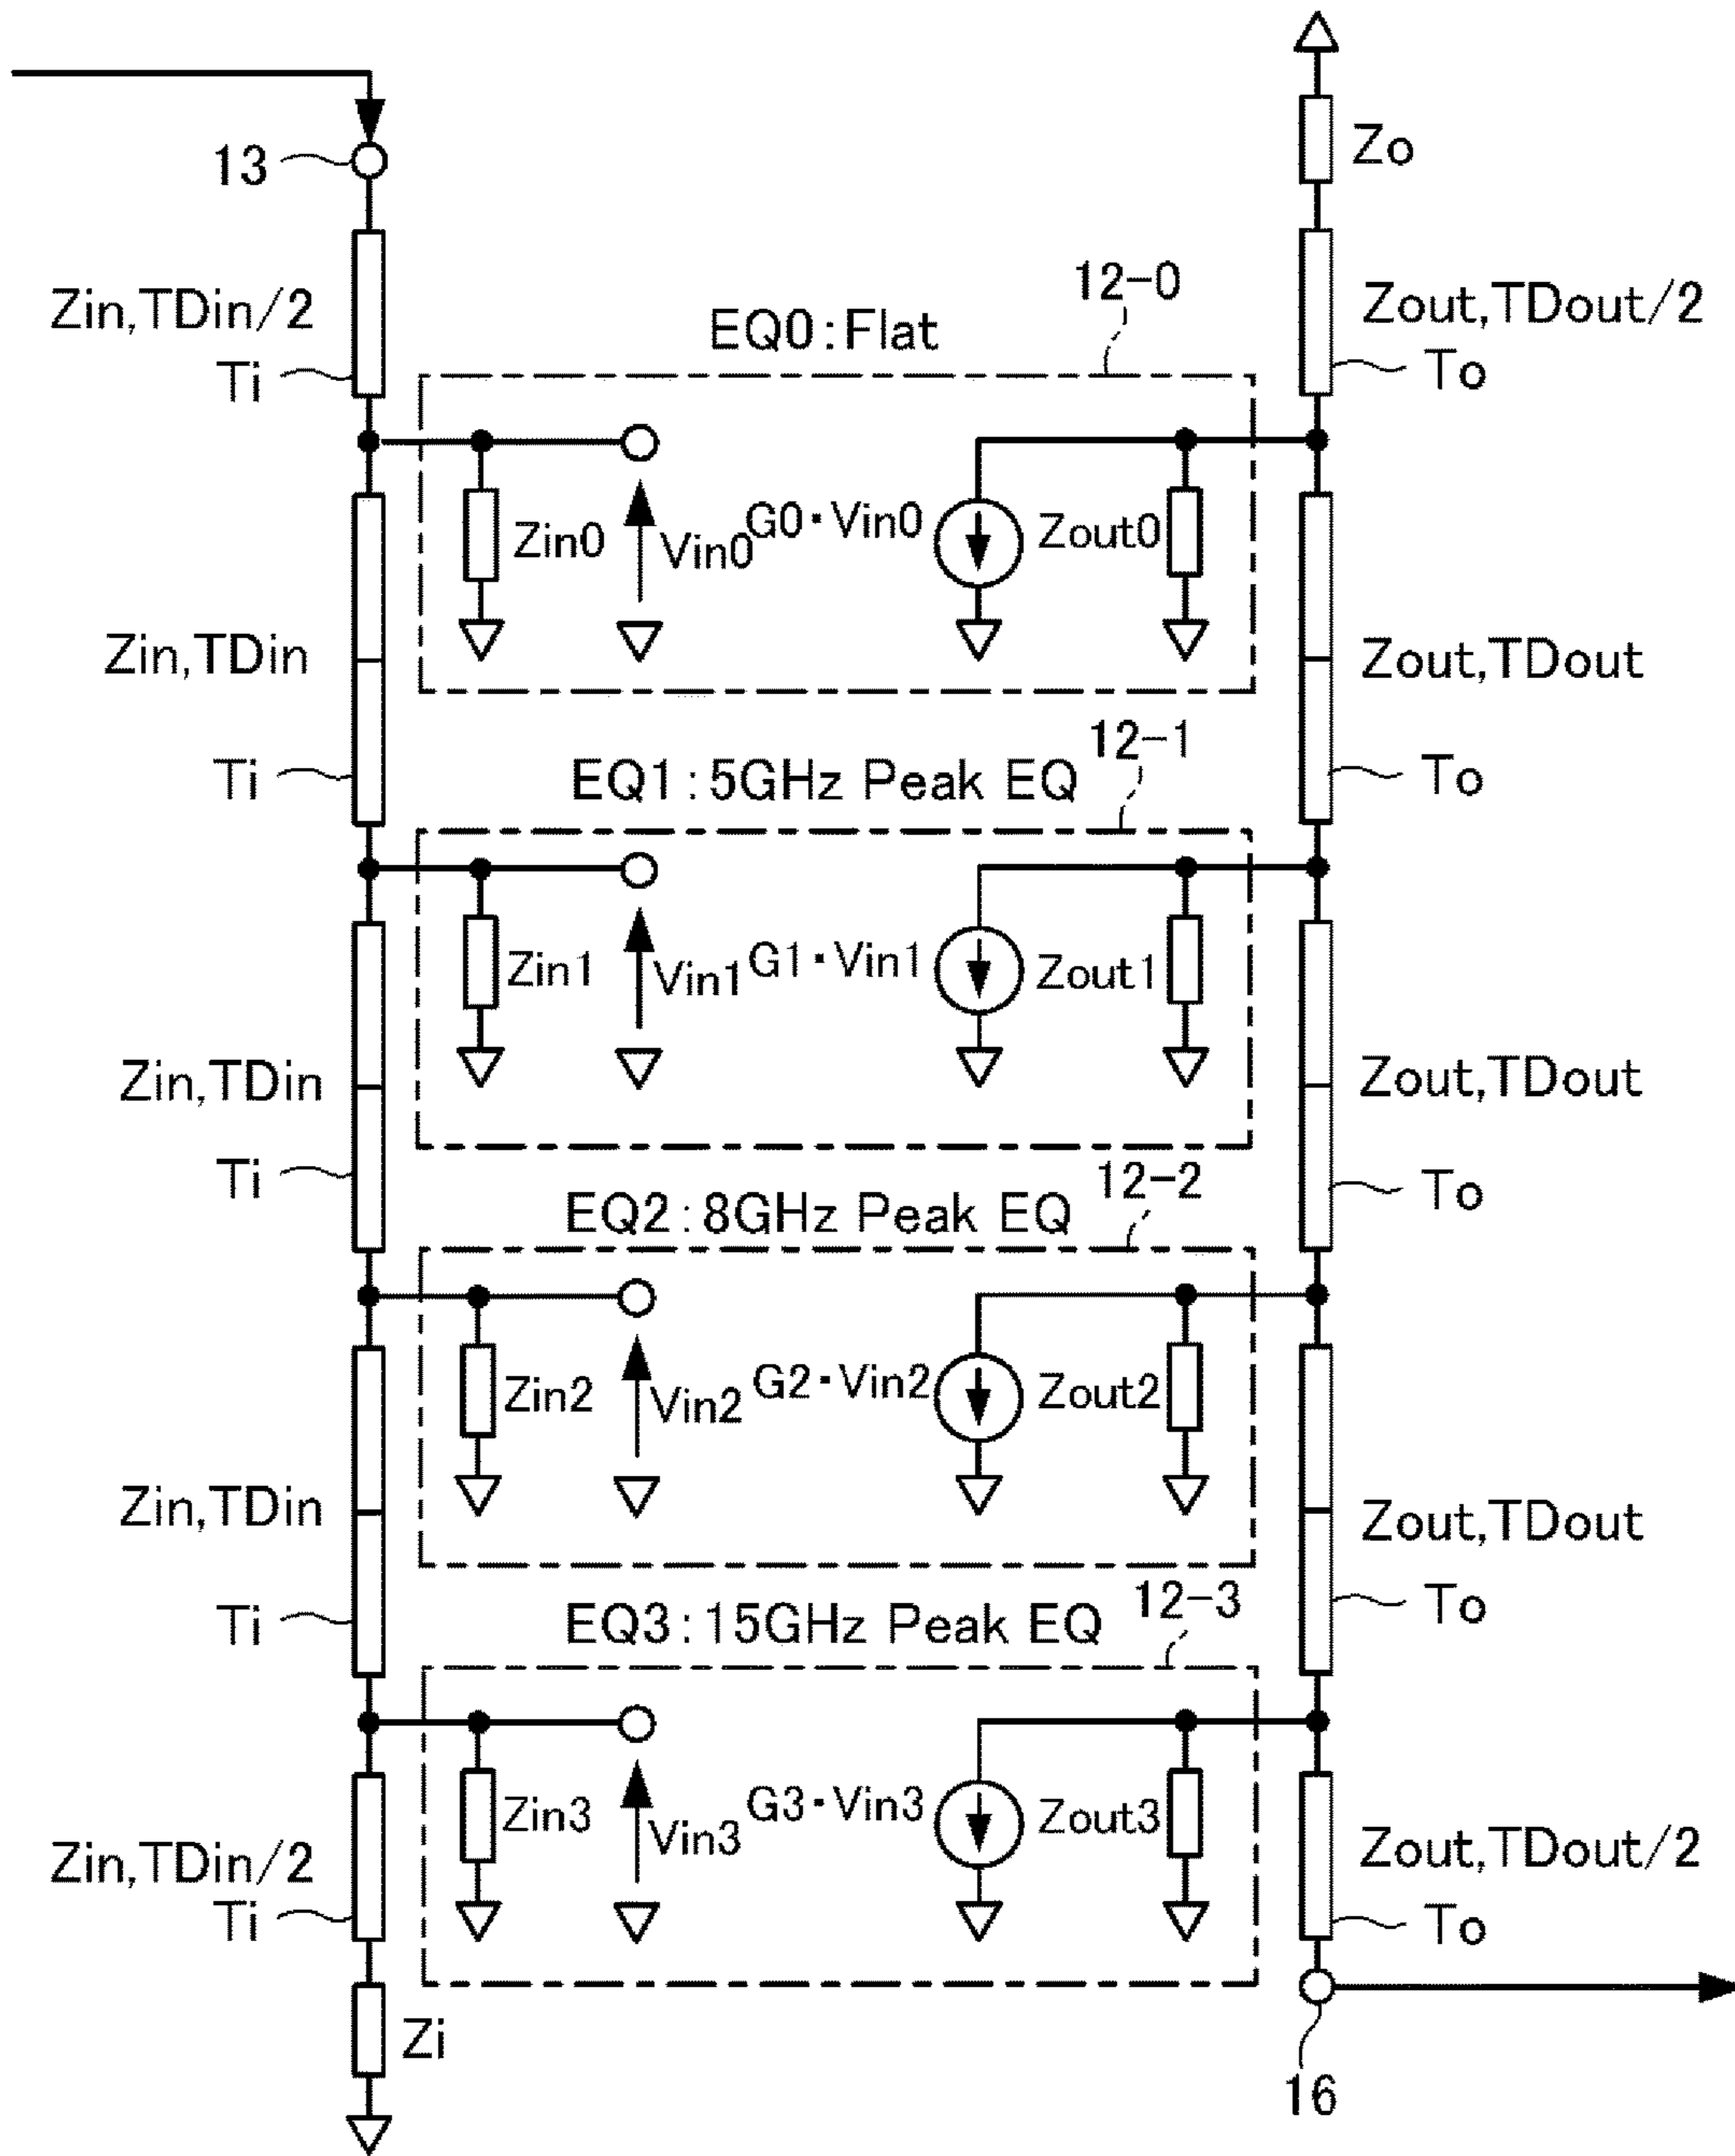 13
Zo
Zin,TDin/2
Ti
12-0
EQ0:Flat
Zout,TDout/2
To
Zin0
Vin0
G0・Vin0
Zout0
Zin,TDin
Ti
Zout,TDout
To
12-1
EQ1:5GHz Peak EQ
Zin1
Vin1
G1・Vin1
Zout1
Zin,TDin
Ti
Zout,TDout
To
12-2
EQ2:8GHz Peak EQ
Zin2
Vin2
G2・Vin2
Zout2
Zin,TDin
Ti
Zout,TDout
To
12-3
EQ3:15GHz Peak EQ
Zin3
Vin3
G3・Vin3
Zout3
Zin,TDin/2
Ti
Zout,TDout/2
To
Zi
16